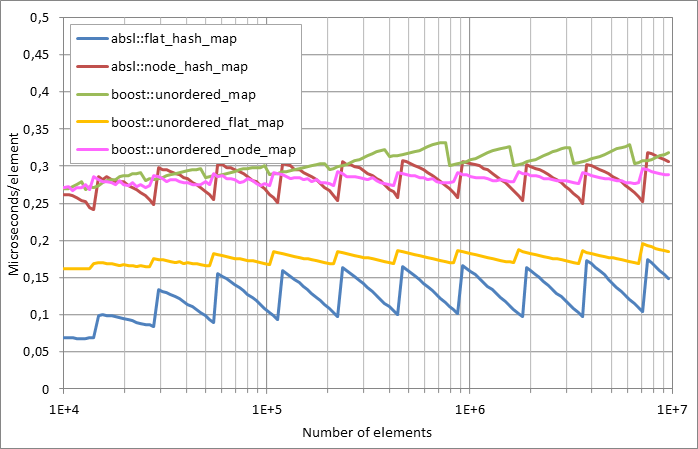 0,5
0,45
0,4
0,35
0,3
0,25
0,2
0,15
0,1
0,05
0
Microseconds/element
absl::flat_hash_map
absl::node_hash_map
boost::unordered_map
boost::unordered_flat_map
boost::unordered_node_map
1E+4 1E+5 1E+6 1E+7
Number of elements